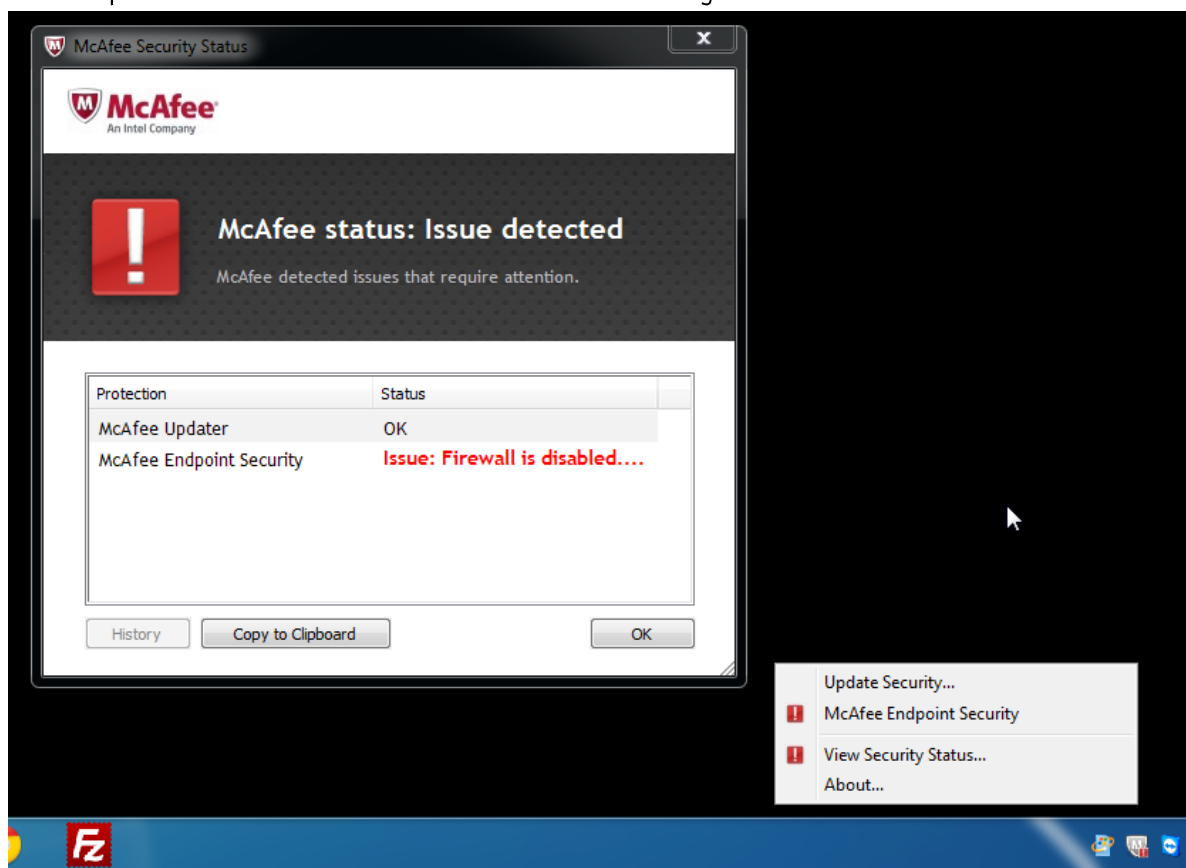 McAfee Security Status
x
McAfee
An Intel Company
McAfee status: Issue detected
McAfee detected issues that require attention.
Protection Status
McAfee Updater OK
McAfee Endpoint Security Issue: Firewall is disabled....
History Copy to Clipboard OK
Update Security...
McAfee Endpoint Security
View Security Status...
About...
Fz